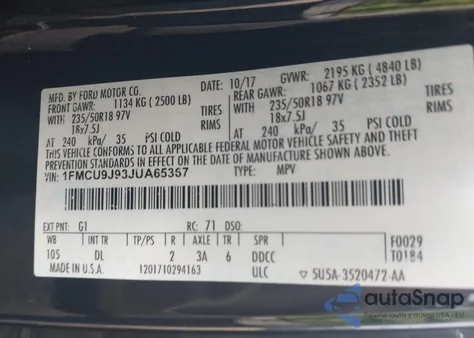 MFD. BY FORD MOTOR CO.
10/17 GVWR: 2195 KG ( 4840 LB)
FRONT GAWR: 1134 KG ( 2500 LB) REAR GAWR: 1067 KG ( 2352 LB)
WITH 235/50R18 97V TIRES WITH 235/50R18 97V TIRES
18x7.5J RIMS 18x7.5J RIMS
AT 240 kPa/ 35 PSI COLD AT 240 kPa/ 35 PSI COLD
THIS VEHICLE CONFORMS TO ALL APPLICABLE FEDERAL MOTOR VEHICLE SAFETY AND THEFT
PREVENTION STANDARDS IN EFFECT ON THE DATE OF MANUFACTURE SHOWN ABOVE.
1FMCU9J93JUA65367 TYPE: MPV
EXT PNT: G1 RC: 71 DSO:
WB INT TR TP/PS R AXLE TR SPR F0029
105 DL 2 3A 6 DDCC T0184
MADE IN U.S.A. 1201710294163 ULC 5U5A-3520472-AA
autoSnap